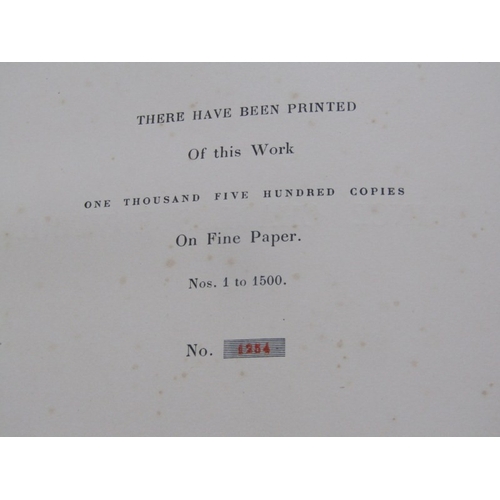 THERE HAVE BEEN PRINTED
Of this Work
ONE THOUSAND FIVE HUNDRED COPIES
On Fine Paper.
Nos. 1 to 1500.
No. 1254